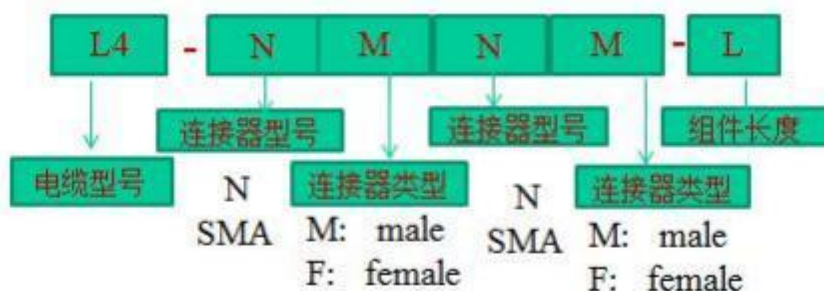 L4 - N M N M - L
连接器型号 连接器型号 组件长度
电缆型号 连接器类型 连接器类型
N N
SMA SMA
M: male M: male
F: female F: female